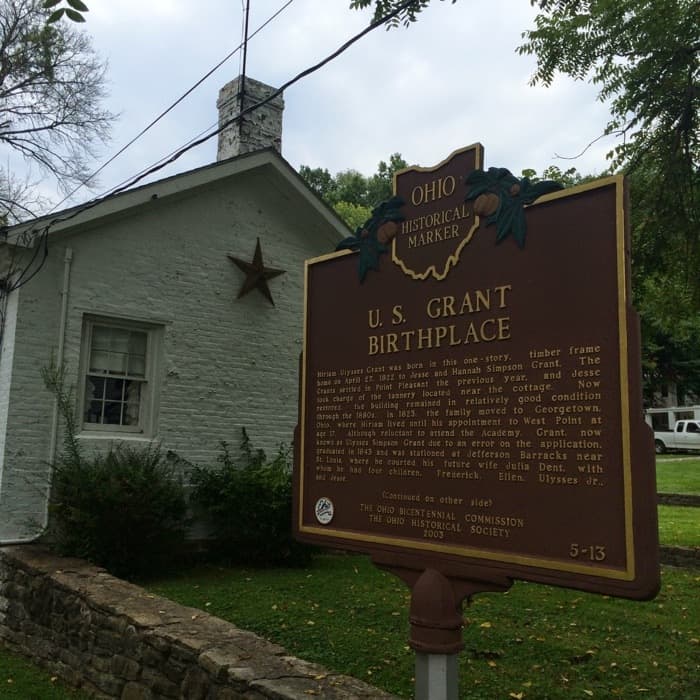 OHIO
HISTORICAL
MARKER
U. S. GRANT
BIRTHPLACE
Hiriam Ulysses Grant was born in this one-story, timber frame
home on April 27, 1822 to Jesse and Hannah Simpson Grant. The
Grants settled in Point Pleasant the previous year, and Jesse
took charge of the tannery located near the cottage. Now
restored, the building remained in relatively good condition
through the 1880s. In 1823, the family moved to Georgetown,
Ohio, where Hiriam lived until his appointment to West Point at
age 17. Although reluctant to attend the Academy, Grant, now
known as Ulysses Simpson Grant due to an error on the application,
graduated in 1843 and was stationed at Jefferson Barracks near
St. Louis, where he courted his future wife Julia Dent, with
whom he had four children, Frederick, Ellen, Ulysses Jr.,
and Jesse.
(Continued on other side)
THE OHIO BICENTENNIAL COMMISSION
THE OHIO HISTORICAL SOCIETY
2003
5-13